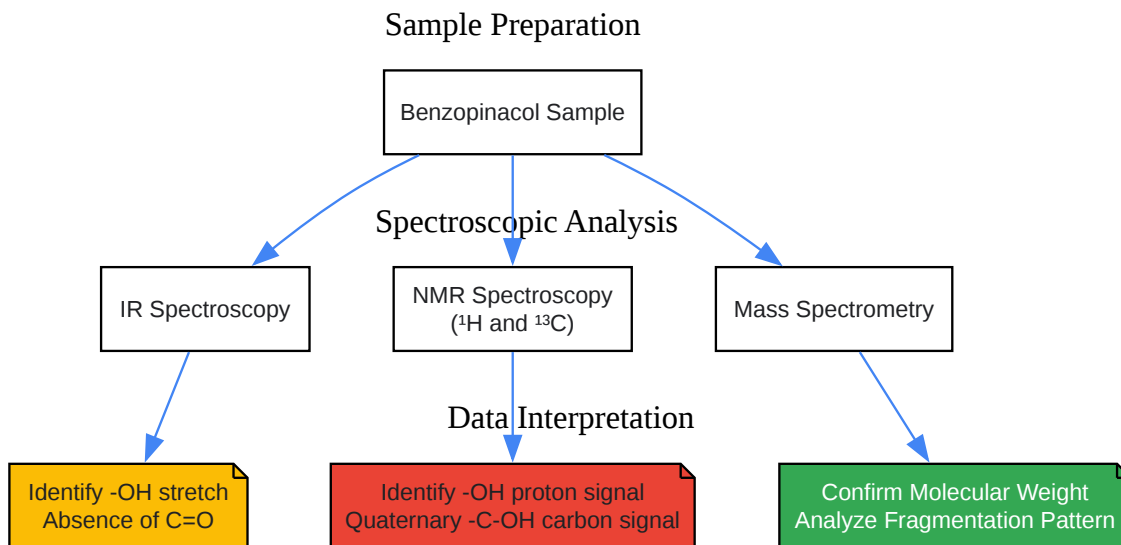 Sample Preparation
Benzopinacol Sample
Spectroscopic Analysis
IR Spectroscopy
NMR Spectroscopy
(¹H and ¹³C)
Mass Spectrometry
Data Interpretation
Identify -OH stretch
Absence of C=O
Identify -OH proton signal
Quaternary -C-OH carbon signal
Confirm Molecular Weight
Analyze Fragmentation Pattern